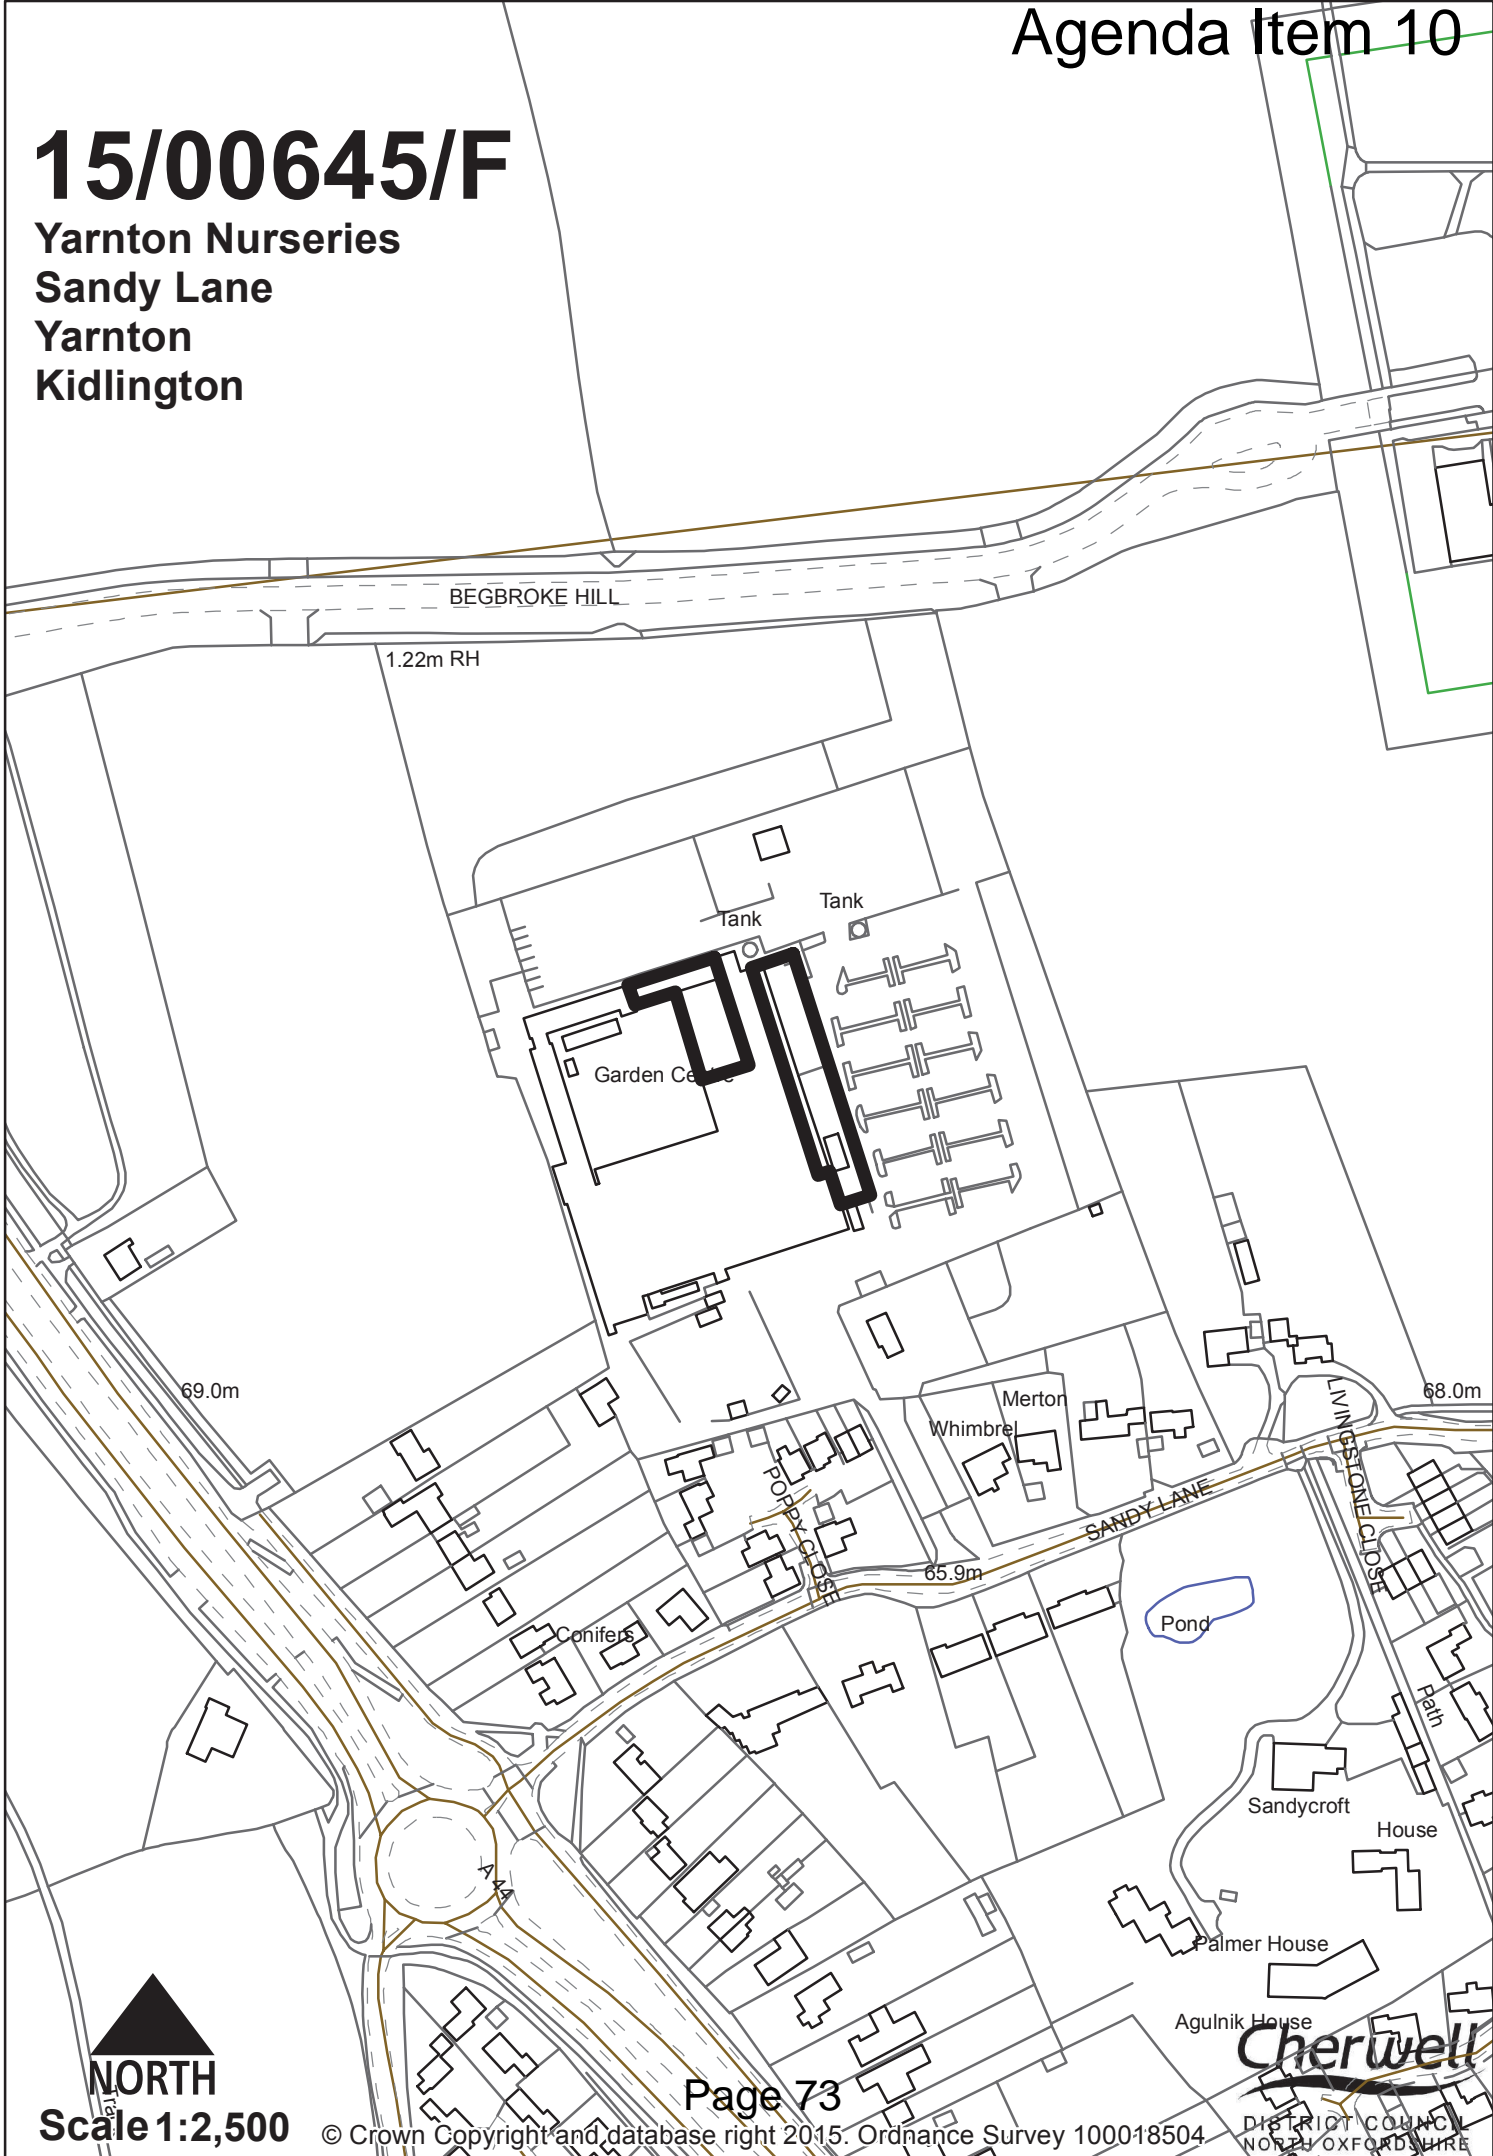 Agenda Item 10
15/00645/F
Yarnton Nurseries
Sandy Lane
Yarnton
Kidlington
BEGBROKE HILL
1.22m RH
Tank
Tank
Garden Centre
69.0m
Merton
68.0m
Whimbrel
LIVINGSTONE CLOSE
POPPY CLOSE
SANDY LANE
65.9m
Pond
Conifers
Path
Sandycroft
House
A 44
Palmer House
Agulnik House
Cherwell
DISTRICT COUNCIL
NORTH OXFORDSHIRE
NORTH
Scale 1:2,500
Page 73
© Crown Copyright and database right 2015. Ordnance Survey 100018504